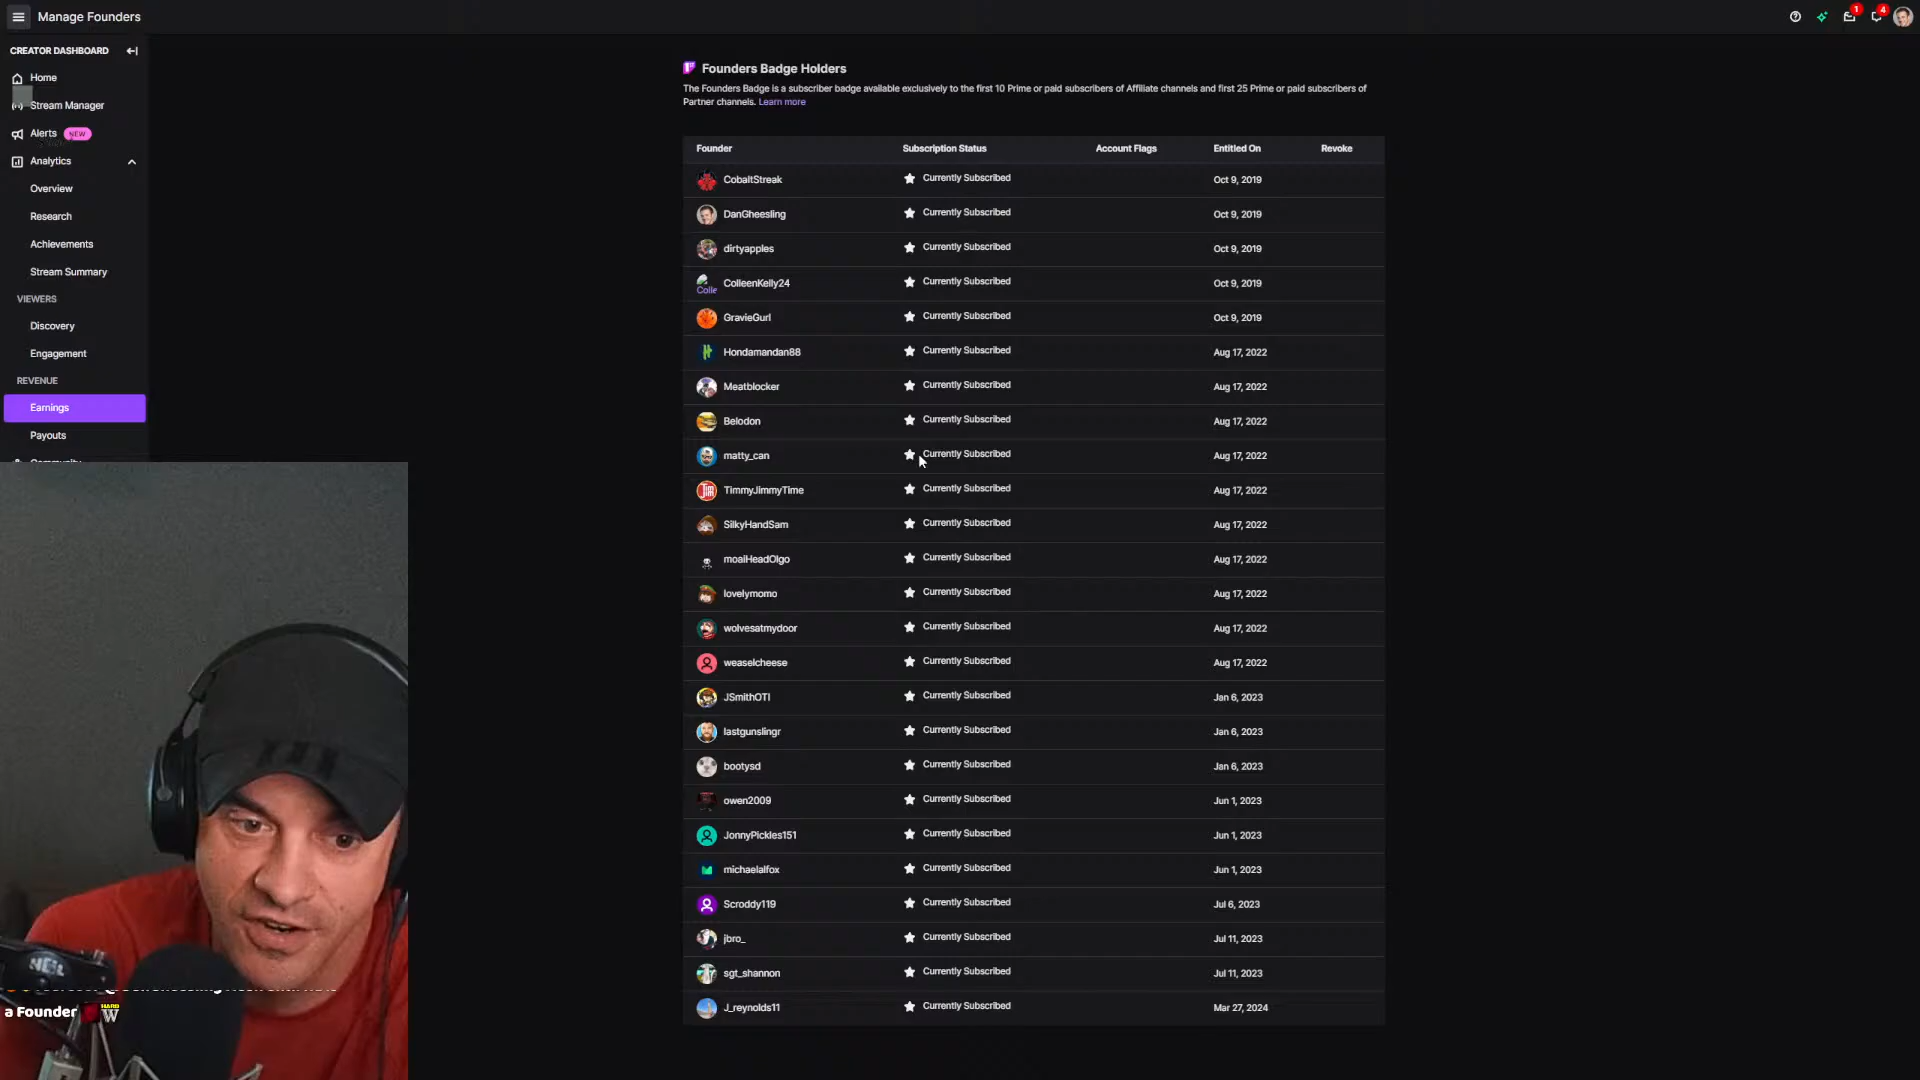 Manage Founders
1
4
CREATOR DASHBOARD
Home
Stream Manager
Alerts NEW
Analytics
Overview
Research
Achievements
Stream Summary
VIEWERS
Discovery
Engagement
REVENUE
Earnings
Payouts
Founders Badge Holders
The Founders Badge is a subscriber badge available exclusively to the first 10 Prime or paid subscribers of Affiliate channels and first 25 Prime or paid subscribers of
Partner channels. Learn more
Founder Subscription Status Account Flags Entitled On Revoke
CobaltStreak Currently Subscribed Oct 9, 2019
DanGheesling Currently Subscribed Oct 9, 2019
dirtyapples Currently Subscribed Oct 9, 2019
Colle ColleenKelly24 Currently Subscribed Oct 9, 2019
GravieGurl Currently Subscribed Oct 9, 2019
Hondamandan88 Currently Subscribed Aug 17, 2022
Meatblocker Currently Subscribed Aug 17, 2022
Belodon Currently Subscribed Aug 17, 2022
matty_can Currently Subscribed Aug 17, 2022
JIM TimmyJimmyTime Currently Subscribed Aug 17, 2022
SilkyHandSam Currently Subscribed Aug 17, 2022
moaiHeadOlgo Currently Subscribed Aug 17, 2022
lovelymomo Currently Subscribed Aug 17, 2022
wolvesatmydoor Currently Subscribed Aug 17, 2022
weaselcheese Currently Subscribed Aug 17, 2022
JSmithOTI Currently Subscribed Jan 6, 2023
lastgunslingr Currently Subscribed Jan 6, 2023
bootysd Currently Subscribed Jan 6, 2023
owen2009 Currently Subscribed Jun 1, 2023
JonnyPickles151 Currently Subscribed Jun 1, 2023
michaelalfox Currently Subscribed Jun 1, 2023
Scroddy119 Currently Subscribed Jul 6, 2023
jbro_ Currently Subscribed Jul 11, 2023
sgt_shannon Currently Subscribed Jul 11, 2023
J_reynolds11 Currently Subscribed Mar 27, 2024
HEIL
a Founder HARD W